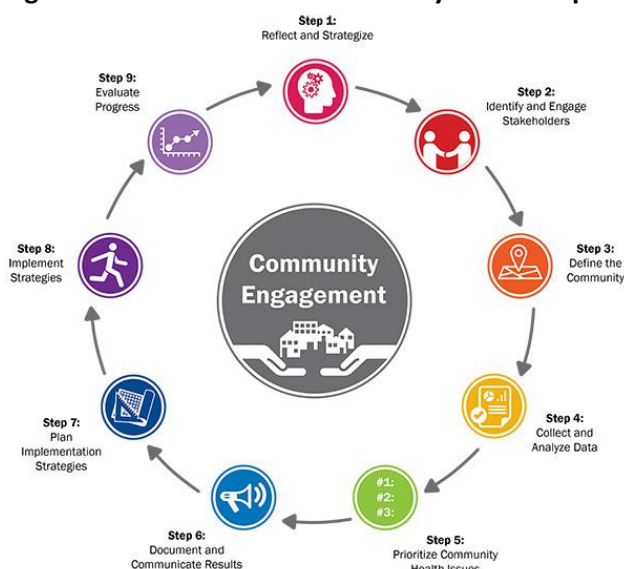 Step 1:
Reflect and Strategize
Step 2:
Identify and Engage
Stakeholders
Step 3:
Define the
Community
Step 4:
Collect and
Analyze Data
#1:
#2:
#3:
Step 5:
Prioritize Community
Health Issues
Step 6:
Document and
Communicate Results
Step 7:
Plan
Implementation
Strategies
Step 8:
Implement
Strategies
Step 9:
Evaluate
Progress
Community
Engagement